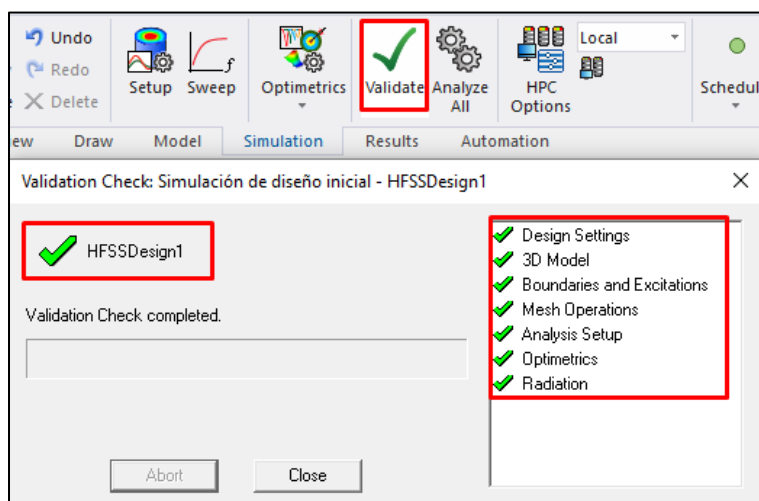 Undo
Redo
Delete
Setup
Sweep
Optimetrics
Validate
Analyze
All
HPC
Options
Local
Schedul
ew
Draw
Model
Simulation
Results
Automation
Validation Check: Simulación de diseño inicial - HFSSDesign1
HFSSDesign1
Validation Check completed.
Design Settings
3D Model
Boundaries and Excitations
Mesh Operations
Analysis Setup
Optimetrics
Radiation
Abort
Close